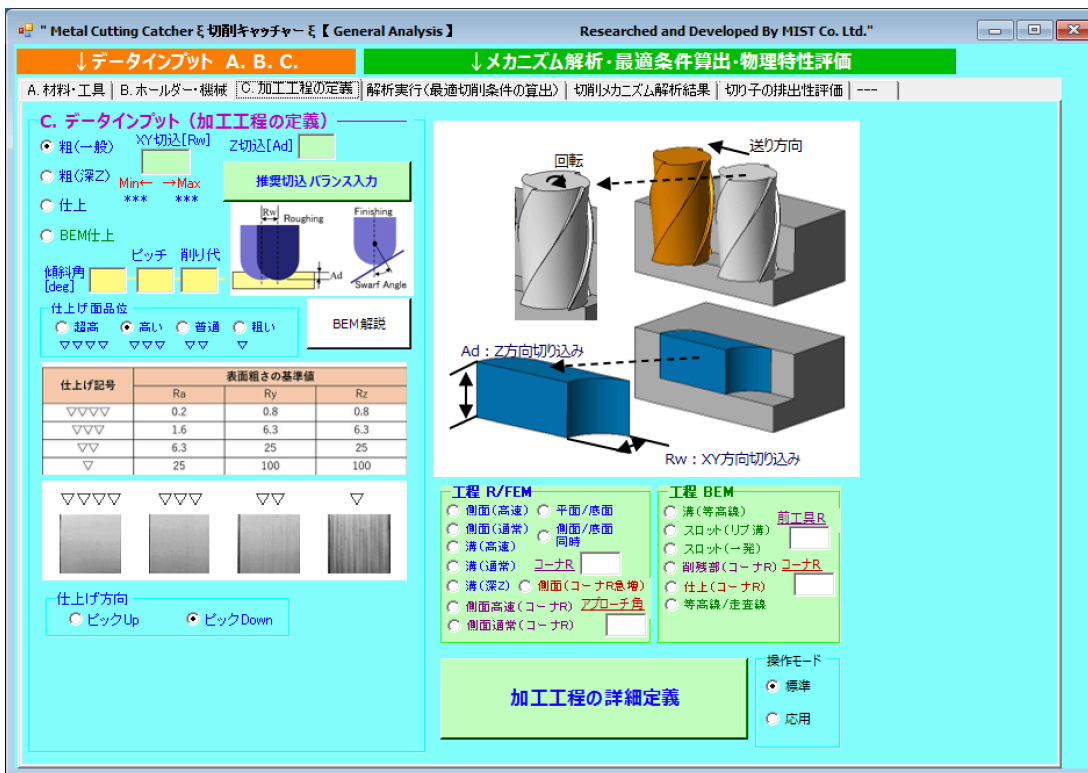 " Metal Cutting Catcher ξ 切削キャッチャー ξ【 General Analysis 】 Researched and Developed By MIST Co. Ltd."
↓データインプット A. B. C.
↓メカニズム解析・最適条件算出・物理特性評価
A. 材料・工具
B. ホールダー・機械
C. 加工工程の定義
解析実行(最適切削条件の算出)
切削メカニズム解析結果
切り子の排出性評価
---
C. データインプット（加工工程の定義）
粗(一般)
XY切込[Rw]
Z切込[Ad]
粗(深Z)
Min← →Max
推奨切込 バランス入力
仕上
*** ***
BEM仕上
Rw
Roughing
Finishing
Ad
Swarf Angle
ピッチ 削り代
傾斜角
[deg]
仕上げ面品位
超高 高い 普通 粗い
▽▽▽▽ ▽▽▽ ▽▽ ▽
BEM解説
仕上げ記号 表面粗さの基準値
Ra Ry Rz
▽▽▽▽ 0.2 0.8 0.8
▽▽▽ 1.6 6.3 6.3
▽▽ 6.3 25 25
▽ 25 100 100
▽▽▽▽ ▽▽▽ ▽▽ ▽
仕上げ方向
ピックUp ピックDown
回転
送り方向
Ad：Z方向切り込み
Rw：XY方向切り込み
工程 R/FEM
側面(高速) 平面/底面
側面(通常) 側面/底面
同時
溝(高速)
溝(通常) コーナR
溝(深Z) 側面(コーナR急増)
側面高速(コーナR) アプローチ角
側面通常(コーナR)
工程 BEM
溝(等高線) 前工具R
スロット(リブ溝)
スロット(一発)
削残部(コーナR) コーナR
仕上(コーナR)
等高線/走査線
加工工程の詳細定義
操作モード
標準
応用